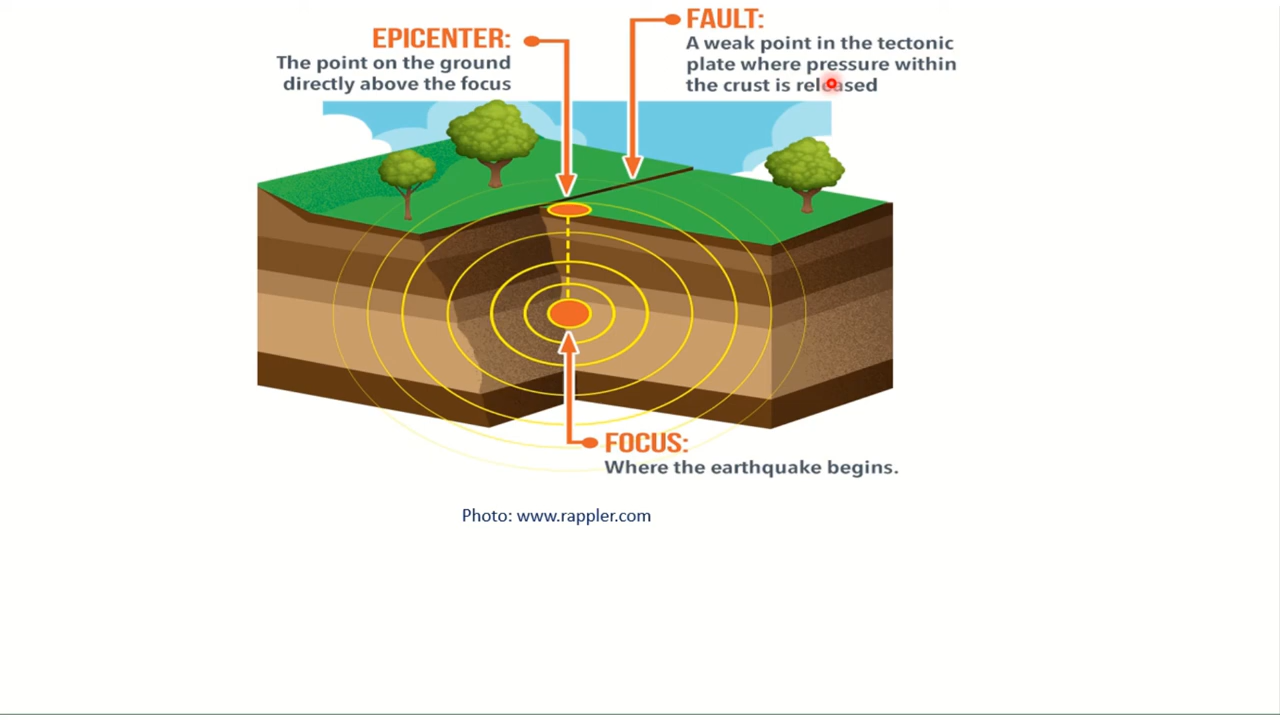 EPICENTER:
The point on the ground
directly above the focus
FAULT:
A weak point in the tectonic
plate where pressure within
the crust is released
FOCUS:
Where the earthquake begins.
Photo: www.rappler.com